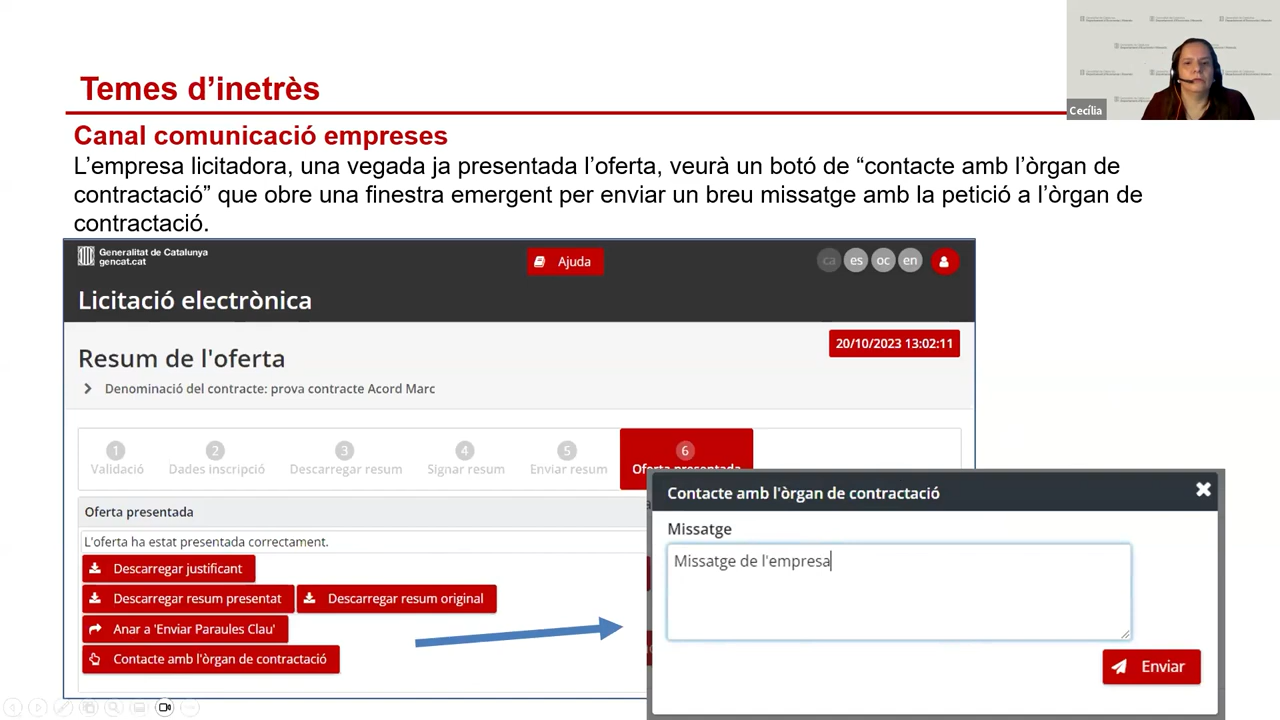 Temes d’inetrès
Cecília
Canal comunicació empreses
L’empresa licitadora, una vegada ja presentada l’oferta, veurà un botó de “contacte amb l’òrgan de
contractació” que obre una finestra emergent per enviar un breu missatge amb la petició a l’òrgan de
contractació.
Generalitat de Catalunya
gencat.cat
Ajuda
ca es oc en
Licitació electrònica
20/10/2023 13:02:11
Resum de l'oferta
Denominació del contracte: prova contracte Acord Marc
1 2 3 4 5 6
Validació Dades inscripció Descarregar resum Signar resum Enviar resum Oferta presentada
Oferta presentada
L'oferta ha estat presentada correctament.
Descarregar justificant
Descarregar resum presentat Descarregar resum original
Anar a 'Enviar Paraules Clau'
Contacte amb l'òrgan de contractació
Contacte amb l'òrgan de contractació
Missatge
Missatge de l'empresa
Enviar